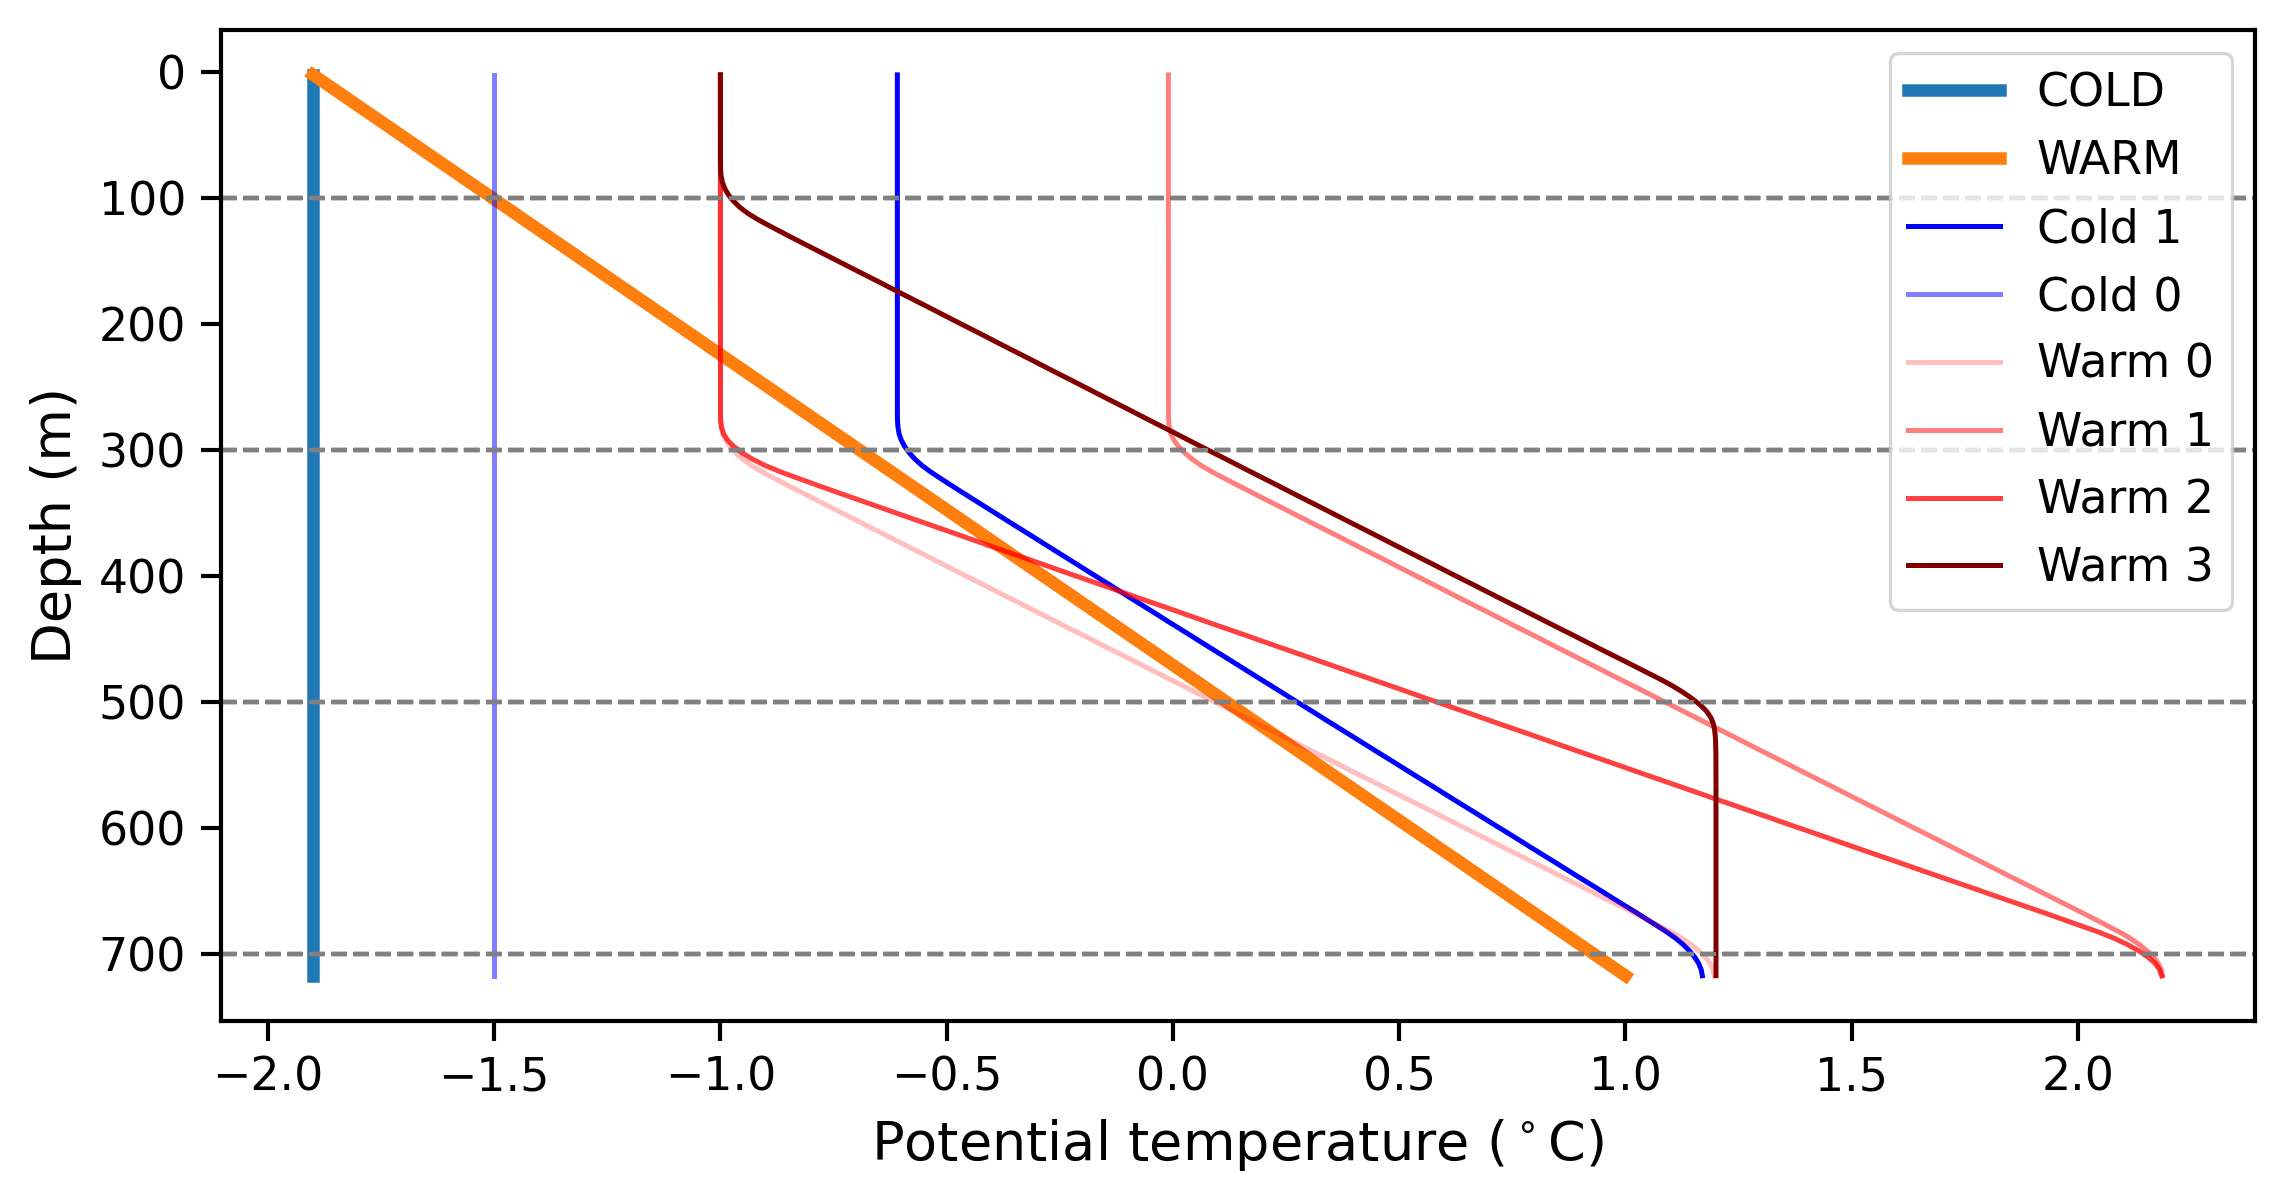 0
100
200
300
400
500
600
700
Depth (m)
−2.0 −1.5 −1.0 −0.5 0.0 0.5 1.0 1.5 2.0
Potential temperature (°C)
COLD
WARM
Cold 1
Cold 0
Warm 0
Warm 1
Warm 2
Warm 3